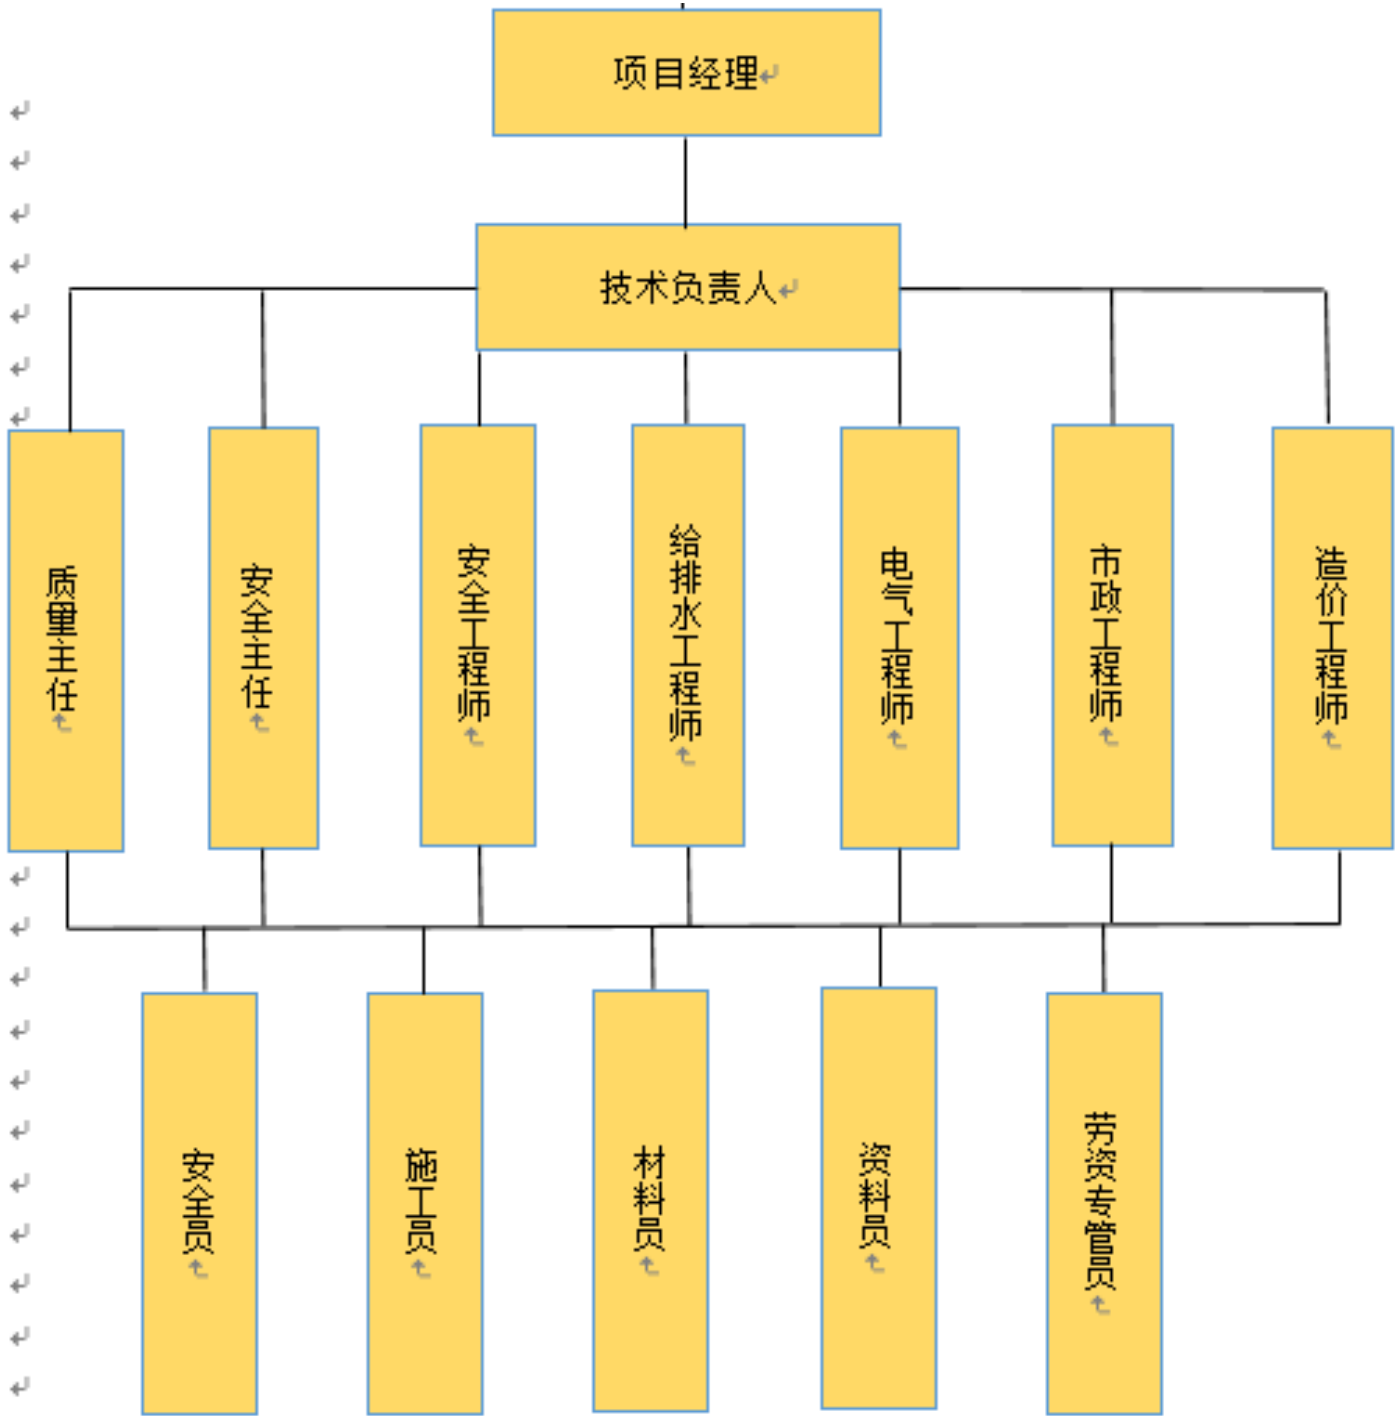 项目经理
技术负责人
质量主任
安全主任
安全工程师
给排水工程师
电气工程师
市政工程师
造价工程师
安全员
施工员
材料员
资料员
劳资专管员